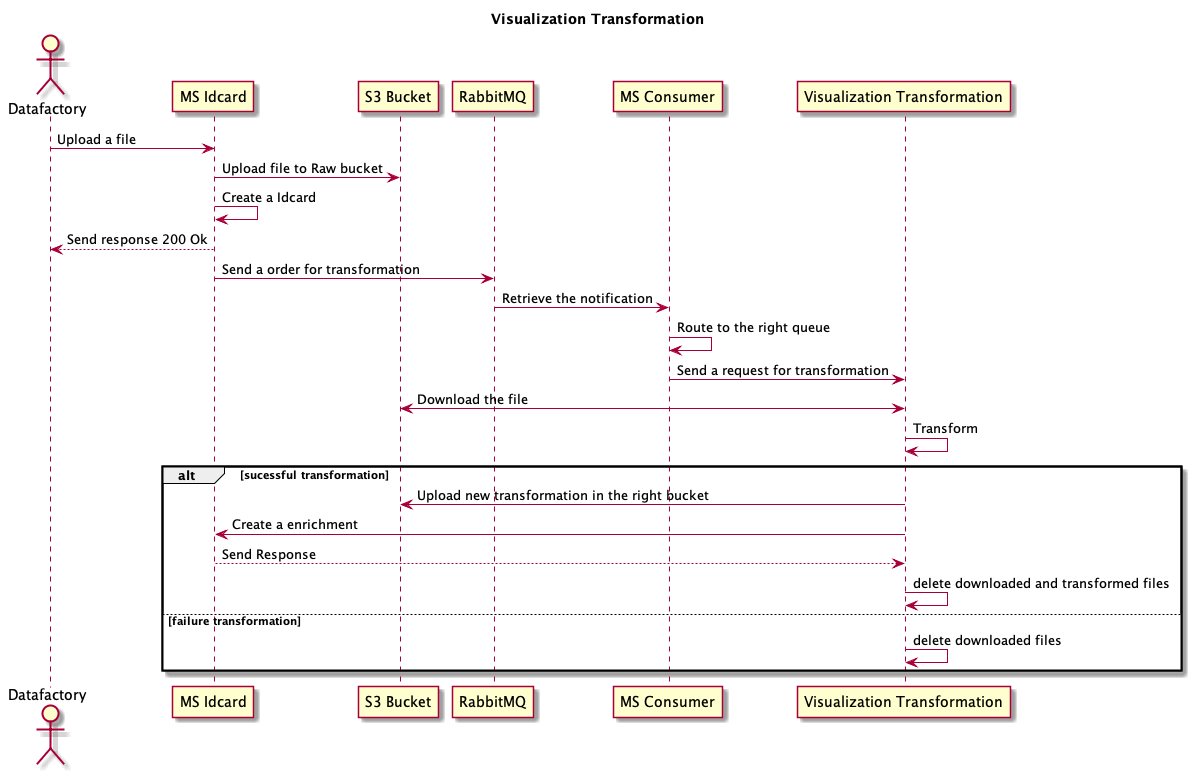 Visualization Transformation
Datafactory
MS Idcard
S3 Bucket
RabbitMQ
MS Consumer
Visualization Transformation
Upload a file
Upload file to Raw bucket
Create a Idcard
Send response 200 Ok
Send a order for transformation
Retrieve the notification
Route to the right queue
Send a request for transformation
Download the file
Transform
alt [sucessful transformation]
Upload new transformation in the right bucket
Create a enrichment
Send Response
delete downloaded and transformed files
[failure transformation]
delete downloaded files
Datafactory
MS Idcard
S3 Bucket
RabbitMQ
MS Consumer
Visualization Transformation